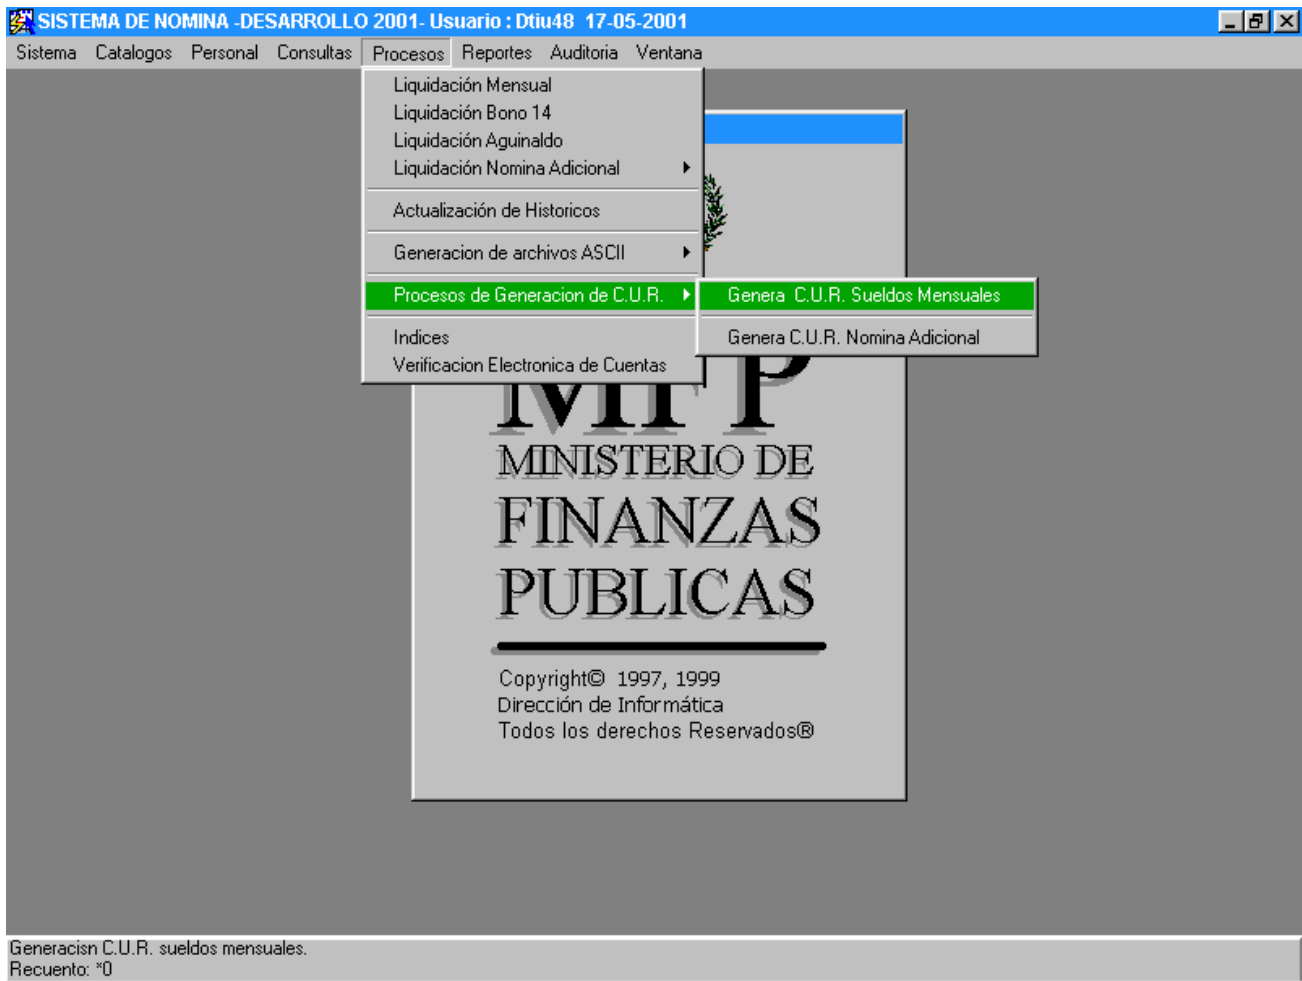 SISTEMA DE NOMINA -DESARROLLO 2001- Usuario : Dtiu48 17-05-2001
Sistema Catalogos Personal Consultas Procesos Reportes Auditoria Ventana
Liquidación Mensual
Liquidación Bono 14
Liquidación Aguinaldo
Liquidación Nomina Adicional
Actualización de Historicos
Generacion de archivos ASCII
Procesos de Generacion de C.U.R.
Genera C.U.R. Sueldos Mensuales
Indices
Genera C.U.R. Nomina Adicional
Verificacion Electronica de Cuentas
MFP
MINISTERIO DE
FINANZAS
PUBLICAS
Copyright© 1997, 1999
Dirección de Informática
Todos los derechos Reservados®
Generacisn C.U.R. sueldos mensuales.
Recuento: *0